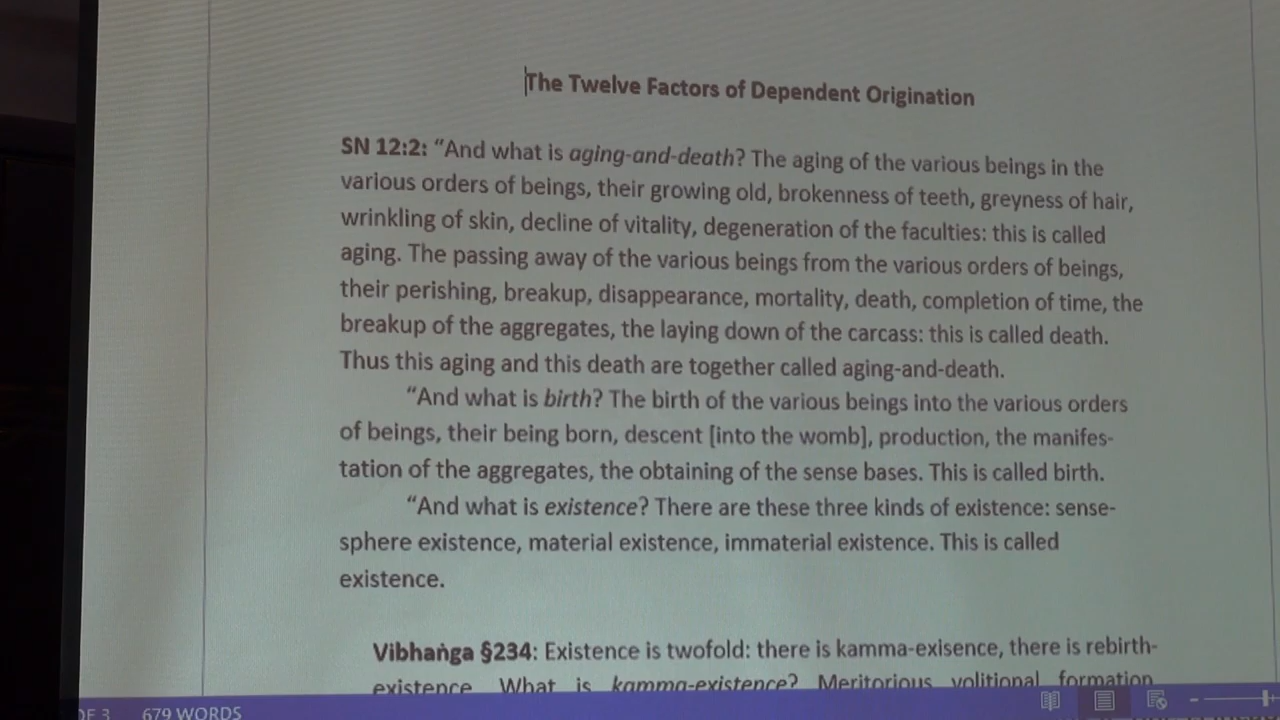 The Twelve Factors of Dependent Origination
SN 12:2: “And what is aging-and-death? The aging of the various beings in the
various orders of beings, their growing old, brokenness of teeth, greyness of hair,
wrinkling of skin, decline of vitality, degeneration of the faculties: this is called
aging. The passing away of the various beings from the various orders of beings,
their perishing, breakup, disappearance, mortality, death, completion of time, the
breakup of the aggregates, the laying down of the carcass: this is called death.
Thus this aging and this death are together called aging-and-death.
“And what is birth? The birth of the various beings into the various orders
of beings, their being born, descent [into the womb], production, the manifes-
tation of the aggregates, the obtaining of the sense bases. This is called birth.
“And what is existence? There are these three kinds of existence: sense-
sphere existence, material existence, immaterial existence. This is called
existence.
Vibhaṅga §234: Existence is twofold: there is kamma-exisence, there is rebirth-
existence. What is kamma-existence? Meritorious volitional formation
OF 3 679 WORDS